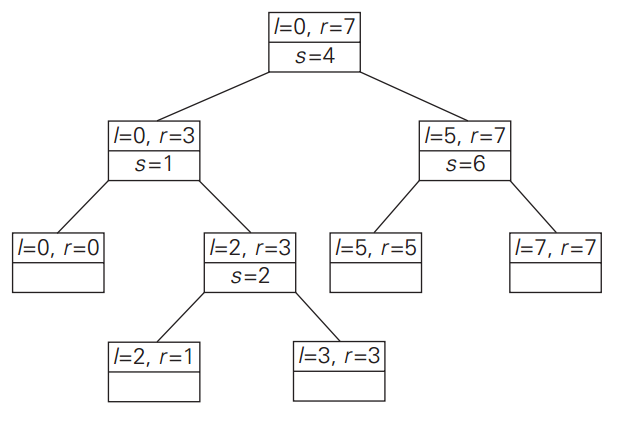 l=0, r=7
s=4
l=0, r=3
s=1
l=5, r=7
s=6
l=0, r=0
l=2, r=3
s=2
l=5, r=5
l=7, r=7
l=2, r=1
l=3, r=3